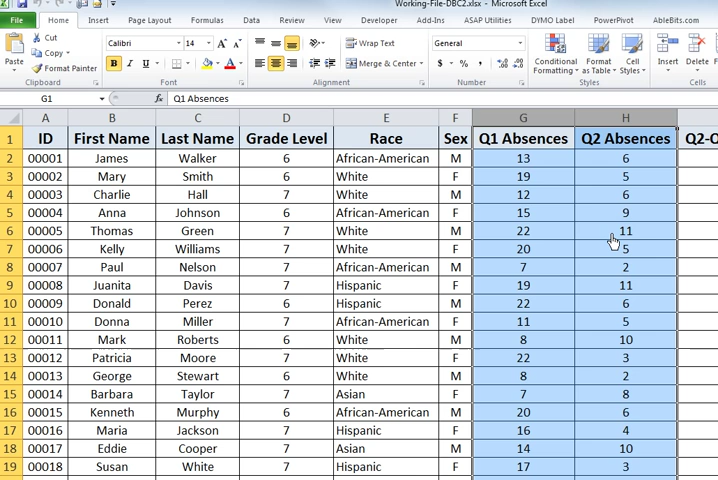 Working-File-DBC2.xlsx - Microsoft Excel
File Home Insert Page Layout Formulas Data Review View Developer Add-Ins ASAP Utilities DYMO Label PowerPivot AbleBits.com
Cut
Copy
Format Painter
Paste
Calibri 14 A A
B I U
Wrap Text
Merge & Center
Number
$ % ,
Conditional Formatting
Format as Table
Cell Styles
Insert
Delete
Clipboard Font Alignment Number Styles
G1 fx Q1 Absences
A B C D E F G H
1 ID First Name Last Name Grade Level Race Sex Q1 Absences Q2 Absences Q2-Q
2 00001 James Walker 6 African-American M 13 6
3 00002 Mary Smith 6 White F 19 5
4 00003 Charlie Hall 7 White M 12 6
5 00004 Anna Johnson 6 African-American F 15 9
6 00005 Thomas Green 7 White M 22 11
7 00006 Kelly Williams 7 White F 20 5
8 00007 Paul Nelson 7 African-American M 7 2
9 00008 Juanita Davis 7 Hispanic F 19 11
10 00009 Donald Perez 6 Hispanic M 22 6
11 00010 Donna Miller 7 African-American F 11 5
12 00011 Mark Roberts 6 White M 8 10
13 00012 Patricia Moore 7 White F 22 3
14 00013 George Stewart 6 White M 8 2
15 00014 Barbara Taylor 7 Asian F 7 8
16 00015 Kenneth Murphy 6 African-American M 20 6
17 00016 Maria Jackson 7 Hispanic F 16 4
18 00017 Eddie Cooper 7 Asian M 14 10
19 00018 Susan White 7 Hispanic F 17 3